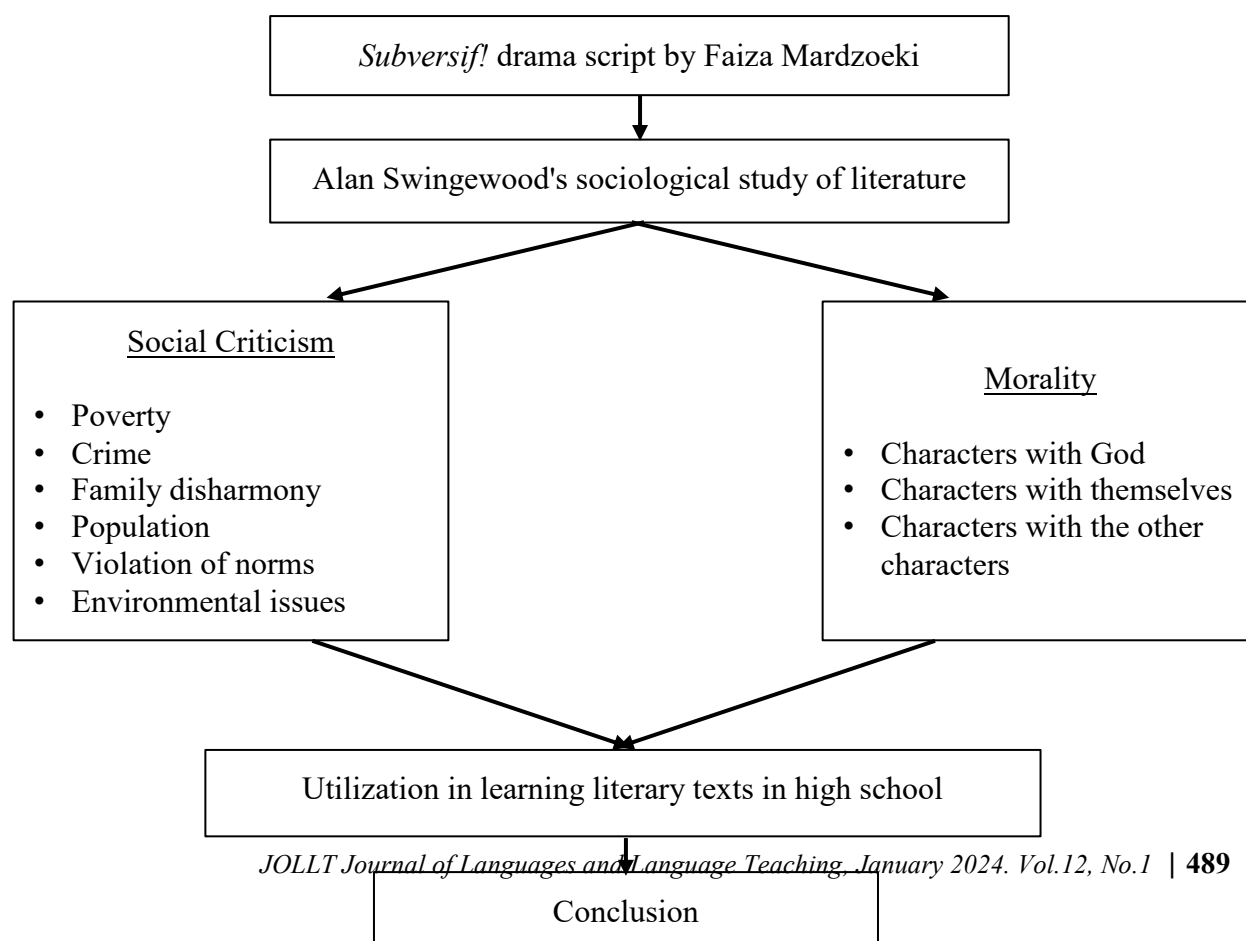 Subversif! drama script by Faiza Mardzoeki
Alan Swingewood's sociological study of literature
Social Criticism
• Poverty
• Crime
• Family disharmony
• Population
• Violation of norms
• Environmental issues
Morality
• Characters with God
• Characters with themselves
• Characters with the other
characters
Utilization in learning literary texts in high school
JOLLT Journal of Languages and Language Teaching, January 2024. Vol.12, No.1 | 489
Conclusion